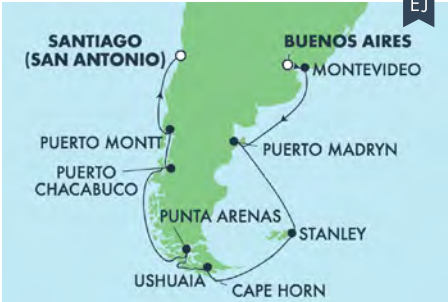 EJ
SANTIAGO
(SAN ANTONIO)
BUENOS AIRES
MONTEVIDEO
PUERTO MONTT
PUERTO MADRYN
PUERTO
CHACABUCO
PUNTA ARENAS
STANLEY
USHUAIA
CAPE HORN